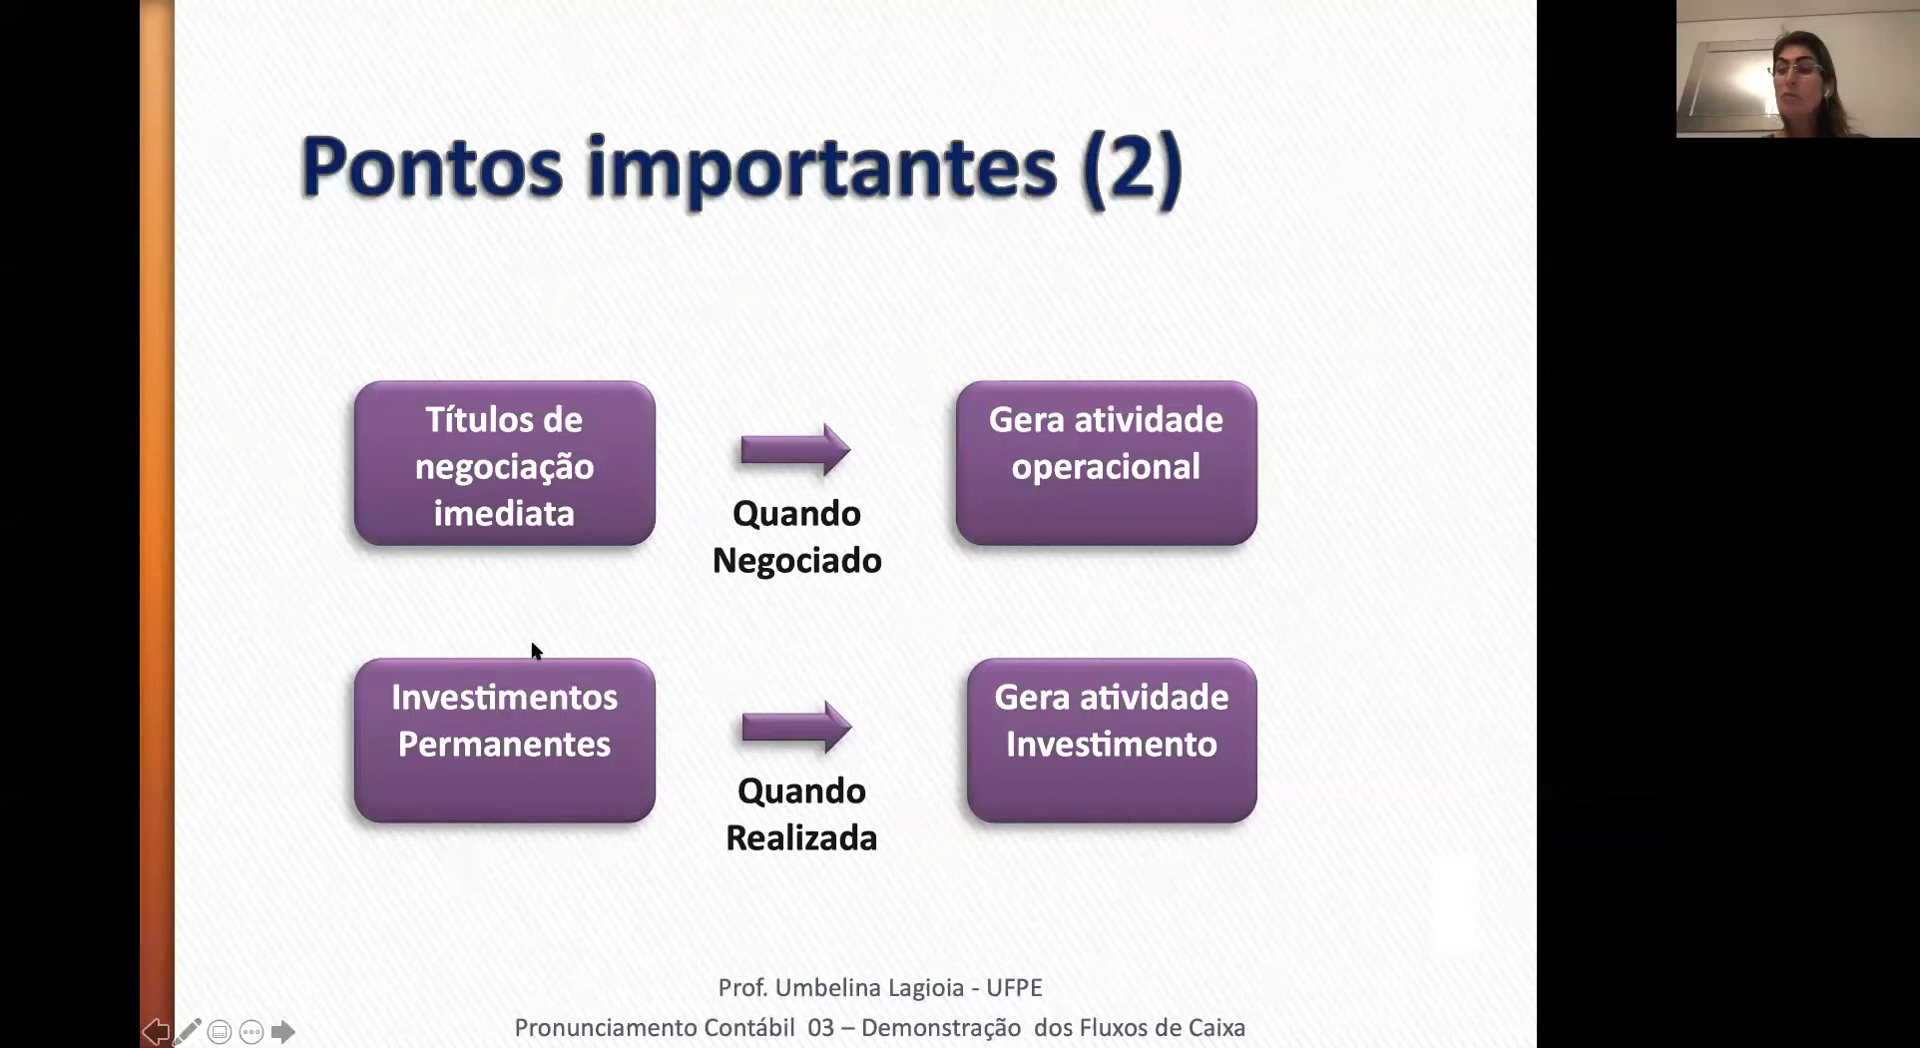 Pontos importantes (2)
Títulos de
negociação
imediata
Quando
Negociado
Gera atividade
operacional
Investimentos
Permanentes
Quando
Realizada
Gera atividade
Investimento
Prof. Umbelina Lagioia - UFPE
Pronunciamento Contábil 03 – Demonstração dos Fluxos de Caixa